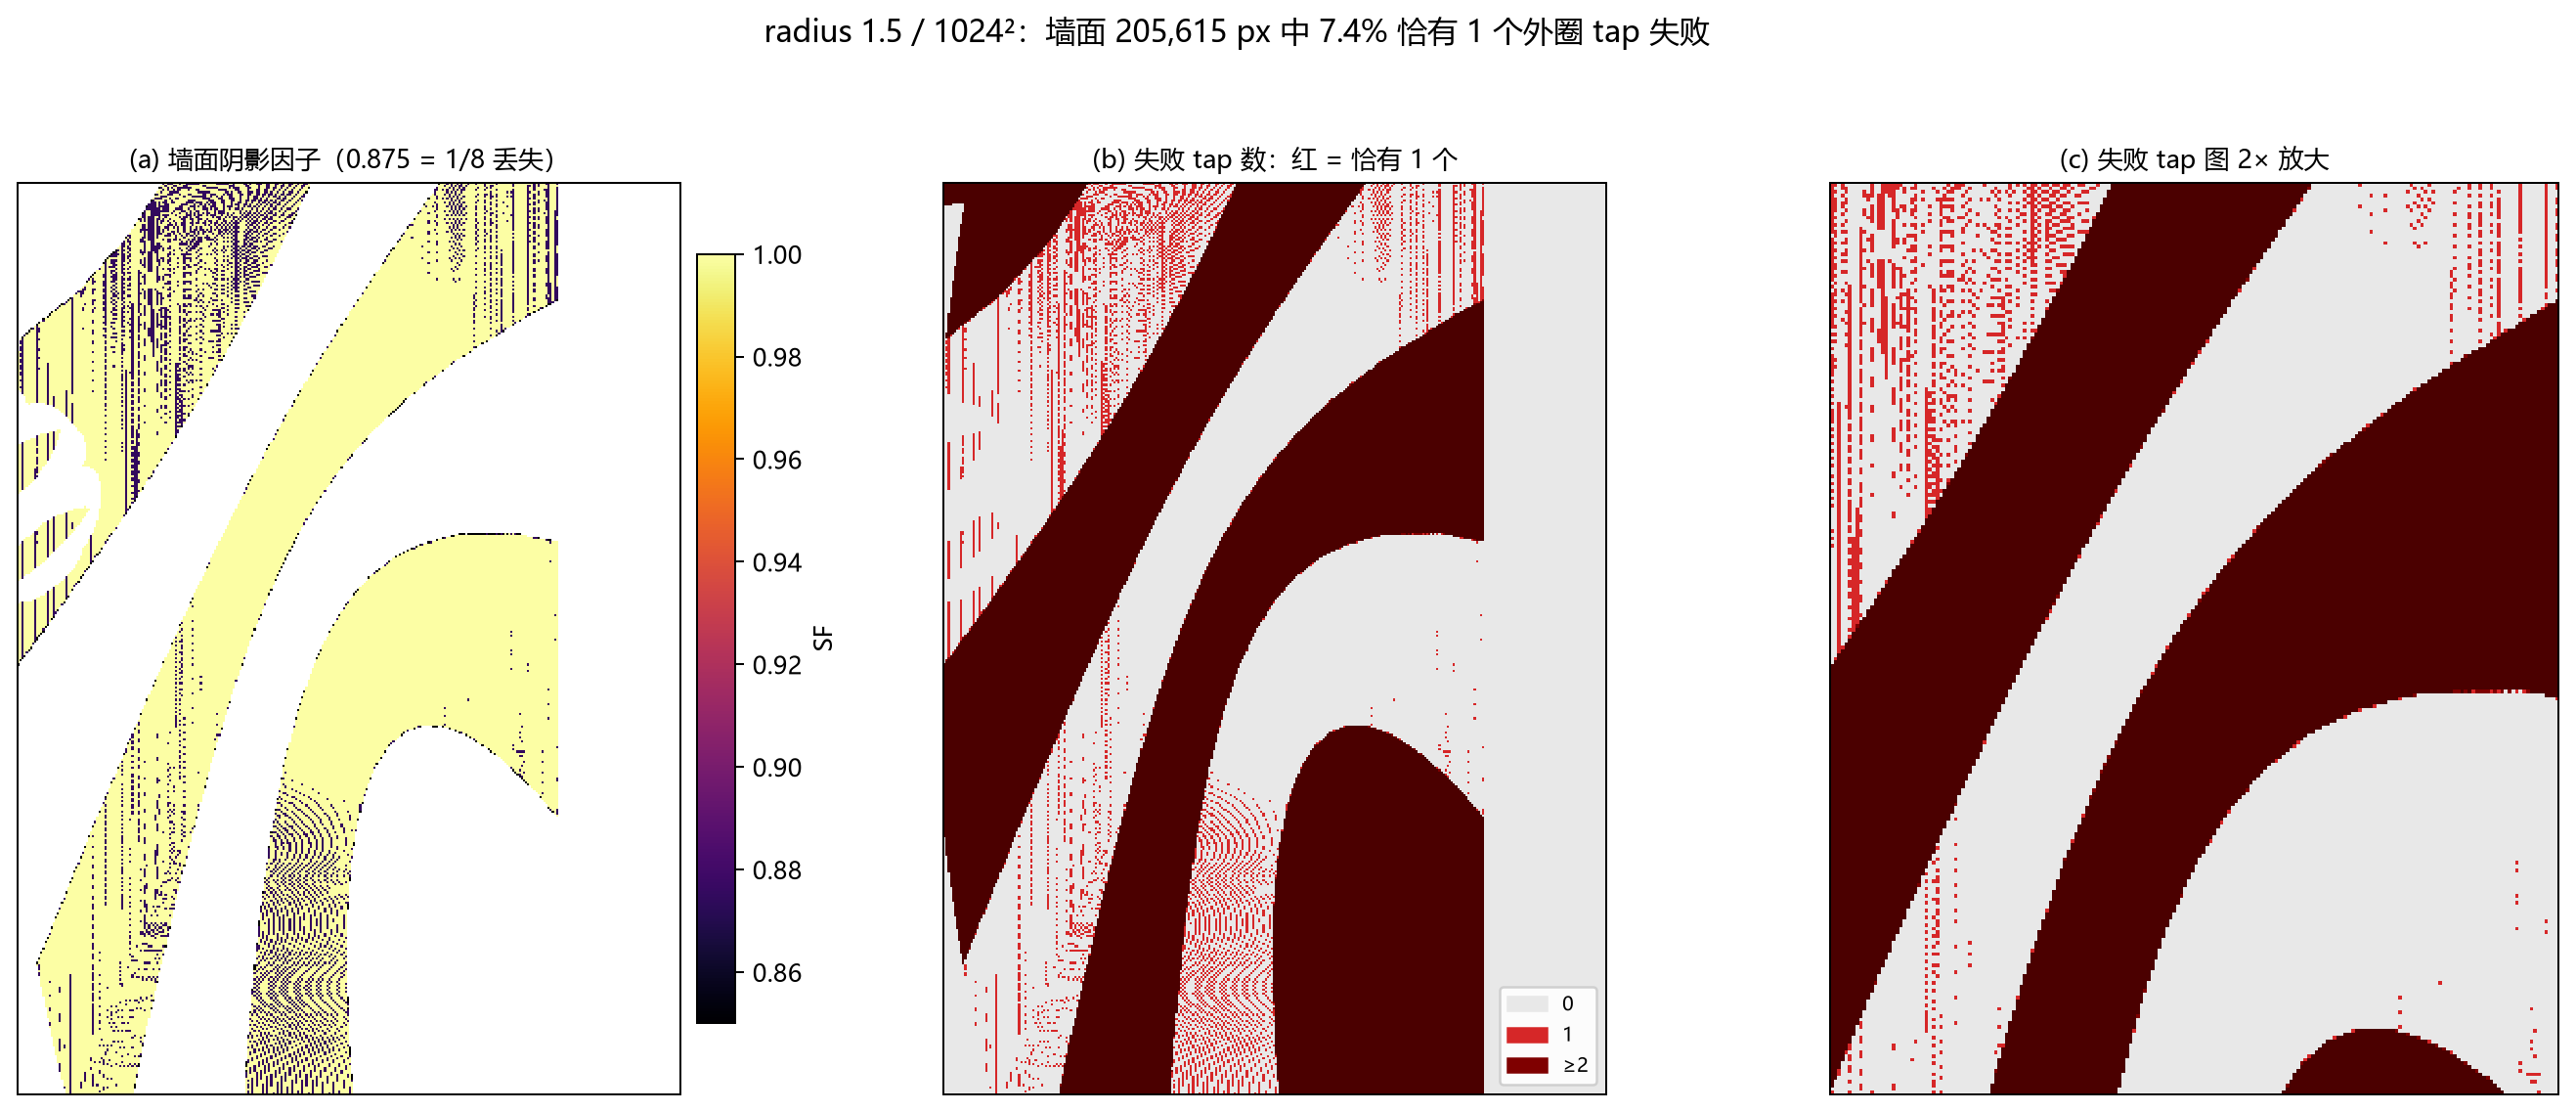 radius 1.5 / 1024²：墙面 205,615 px 中 7.4% 恰有 1 个外圈 tap 失败
(a) 墙面阴影因子（0.875 = 1/8 丢失）
(b) 失败 tap 数：红 = 恰有 1 个
(c) 失败 tap 图 2× 放大
1.00
0.98
0.96
0.94
0.92
0.90
0.88
0.86
SF
0
1
≥2